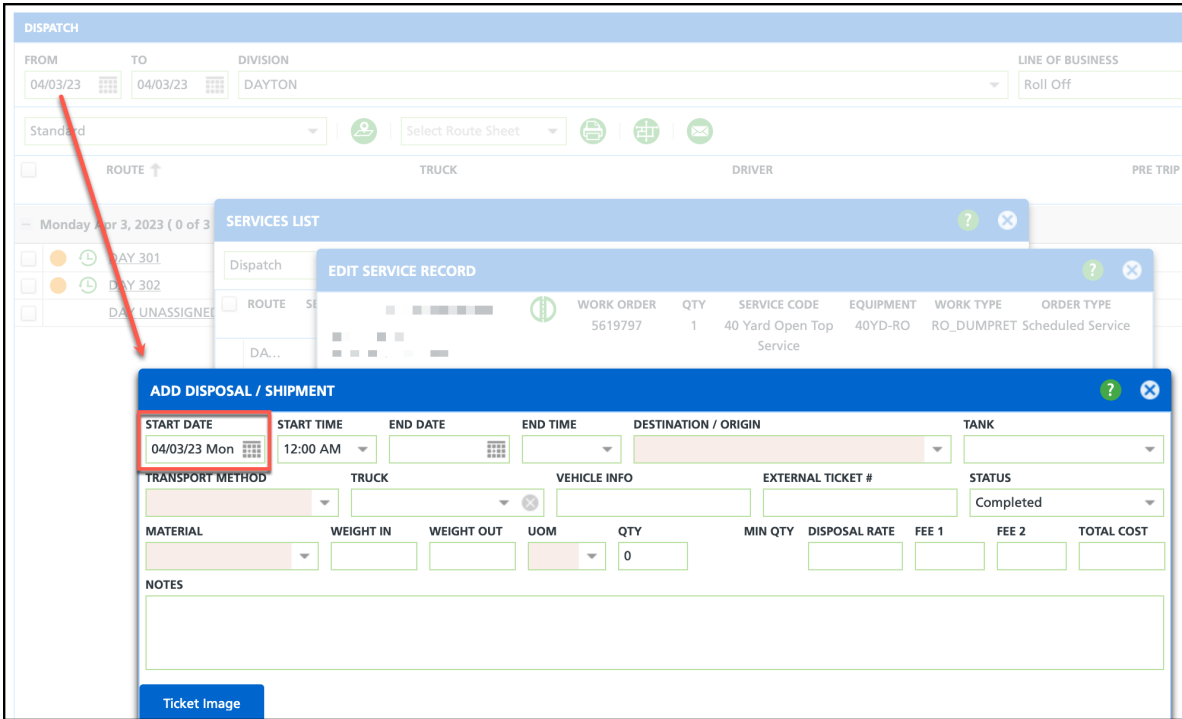 DISPATCH
FROM TO DIVISION LINE OF BUSINESS
04/03/23 04/03/23 DAYTON Roll Off
Standard Select Route Sheet
ROUTE TRUCK DRIVER PRE TRIP
Monday Apr 3, 2023 ( 0 of 3
SERVICES LIST ?
DAY 301
Dispatch
EDIT SERVICE RECORD ?
DAY 302
ROUTE SE
WORK ORDER QTY SERVICE CODE EQUIPMENT WORK TYPE ORDER TYPE
DAY UNASSIGNED
5619797 1 40 Yard Open Top 40YD-RO RO_DUMPRET Scheduled Service
Service
DA...
ADD DISPOSAL / SHIPMENT ?
START DATE START TIME END DATE END TIME DESTINATION / ORIGIN TANK
04/03/23 Mon 12:00 AM
TRANSPORT METHOD TRUCK VEHICLE INFO EXTERNAL TICKET # STATUS
Completed
MATERIAL WEIGHT IN WEIGHT OUT UOM QTY MIN QTY DISPOSAL RATE FEE 1 FEE 2 TOTAL COST
0
NOTES
Ticket Image